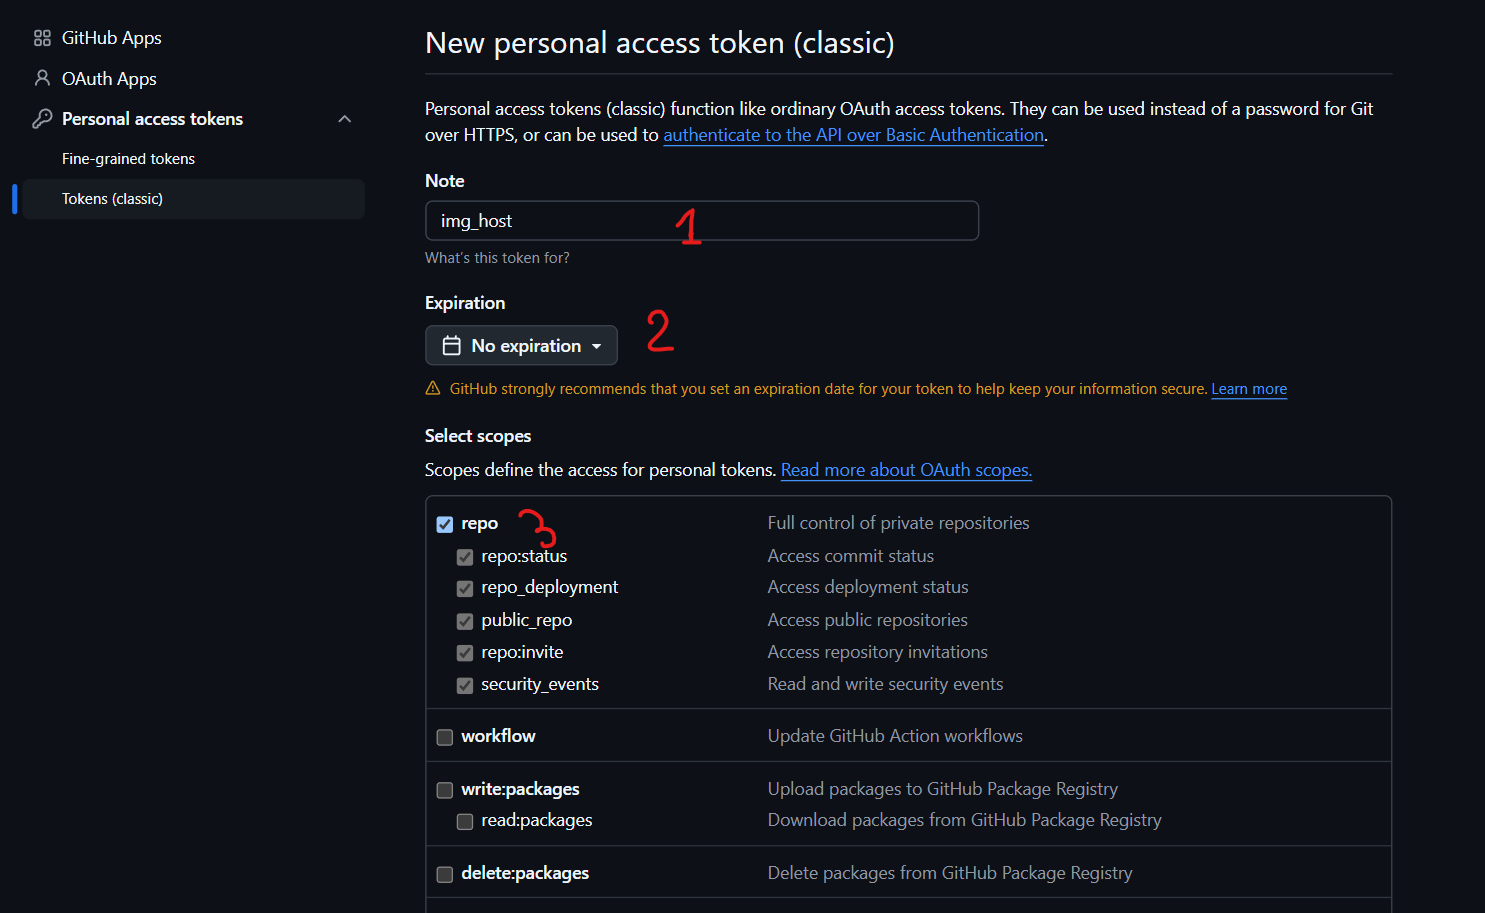 GitHub Apps
OAuth Apps
Personal access tokens
Fine-grained tokens
Tokens (classic)
New personal access token (classic)
Personal access tokens (classic) function like ordinary OAuth access tokens. They can be used instead of a password for Git
over HTTPS, or can be used to authenticate to the API over Basic Authentication.
Note
img_host 1
What's this token for?
Expiration
No expiration 2
GitHub strongly recommends that you set an expiration date for your token to help keep your information secure. Learn more
Select scopes
Scopes define the access for personal tokens. Read more about OAuth scopes.
repo 3 Full control of private repositories
repo:status Access commit status
repo_deployment Access deployment status
public_repo Access public repositories
repo:invite Access repository invitations
security_events Read and write security events
workflow Update GitHub Action workflows
write:packages Upload packages to GitHub Package Registry
read:packages Download packages from GitHub Package Registry
delete:packages Delete packages from GitHub Package Registry